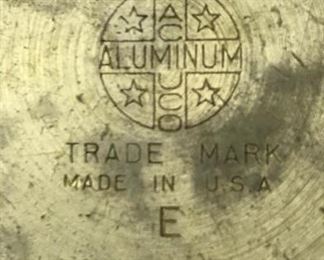 ACUCO
ALUMINUM
TRADE MARK
MADE IN U.S.A
E